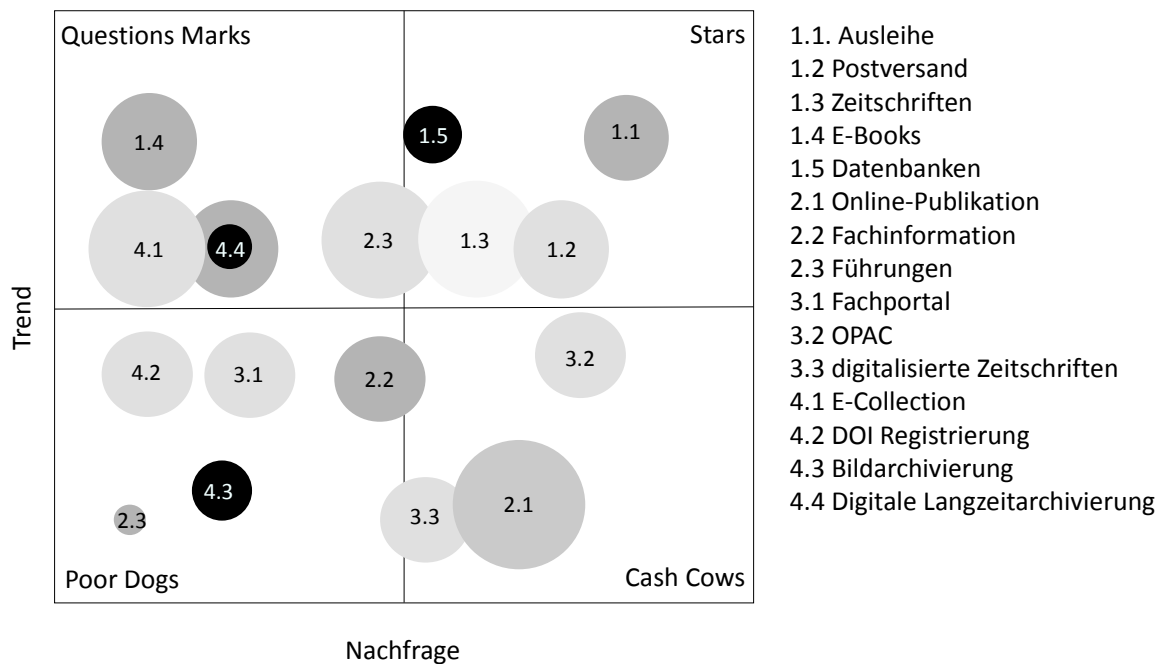 Questions Marks
Stars
1.4
1.5
1.1
4.1
4.4
2.3
1.3
1.2
Trend
4.2
3.1
2.2
3.2
2.3
4.3
3.3
2.1
Poor Dogs
Cash Cows
Nachfrage
1.1. Ausleihe
1.2 Postversand
1.3 Zeitschriften
1.4 E-Books
1.5 Datenbanken
2.1 Online-Publikation
2.2 Fachinformation
2.3 Führungen
3.1 Fachportal
3.2 OPAC
3.3 digitalisierte Zeitschriften
4.1 E-Collection
4.2 DOI Registrierung
4.3 Bildarchivierung
4.4 Digitale Langzeitarchivierung